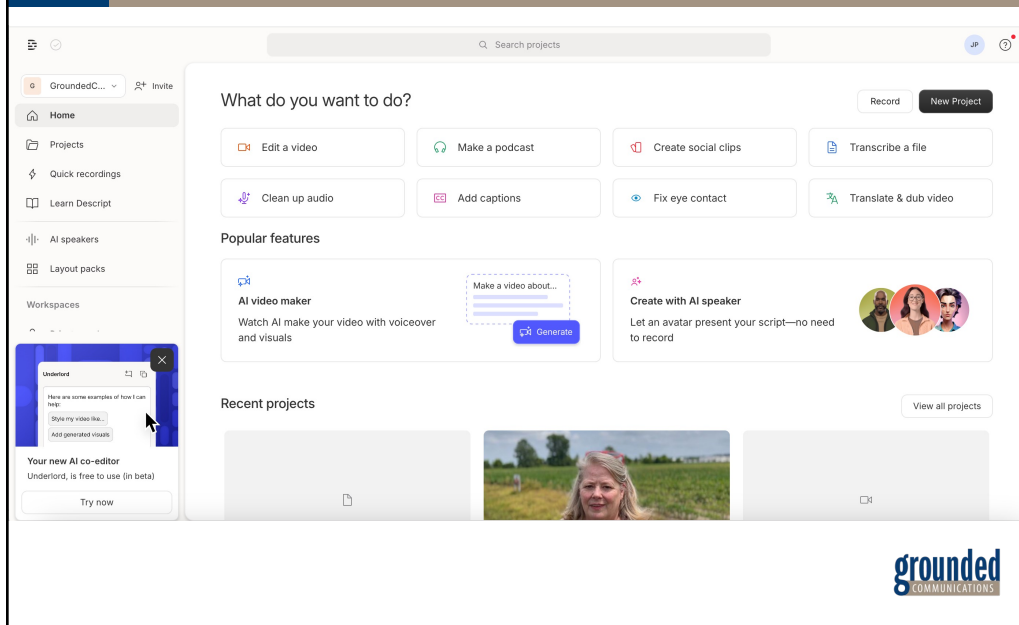 Search projects
JP
G GroundedC... Invite
Home
Projects
Quick recordings
Learn Descript
AI speakers
Layout packs
Workspaces
What do you want to do?
Record
New Project
Edit a video
Make a podcast
Create social clips
Transcribe a file
Clean up audio
CC Add captions
Fix eye contact
Translate & dub video
Popular features
AI video maker
Watch AI make your video with voiceover
and visuals
Make a video about...
Generate
Create with AI speaker
Let an avatar present your script—no need
to record
Recent projects
View all projects
Underlord
Here are some examples of how I can
help:
Style my video like...
Add generated visuals
Your new AI co-editor
Underlord, is free to use (in beta)
Try now
grounded
COMMUNICATIONS